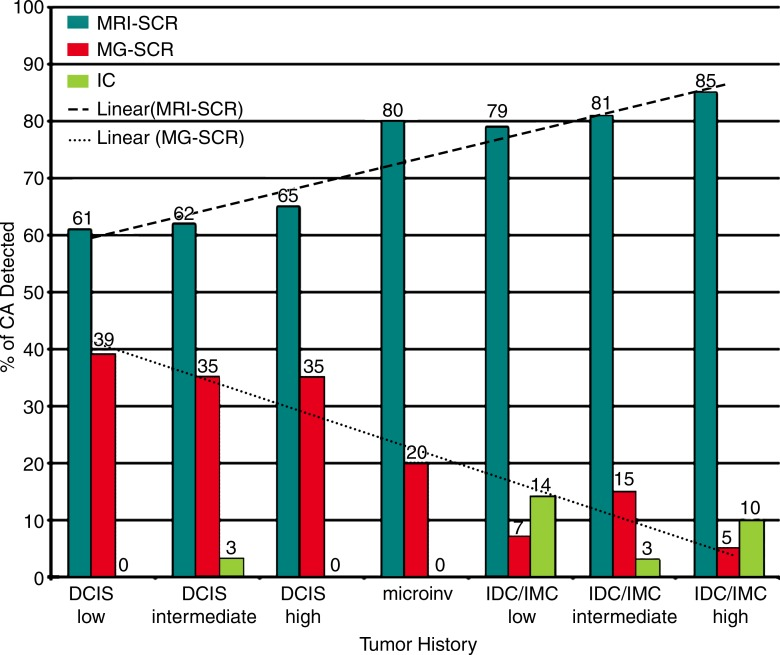 100
90
80
70
60
50
40
30
20
10
0
% of CA Detected
MRI-SCR
MG-SCR
IC
Linear(MRI-SCR)
Linear (MG-SCR)
61
39
0
62
35
3
65
35
0
80
20
0
79
7
14
81
15
3
85
5
10
DCIS
low
DCIS
intermediate
DCIS
high
microinv
IDC/IMC
low
IDC/IMC
intermediate
IDC/IMC
high
Tumor History